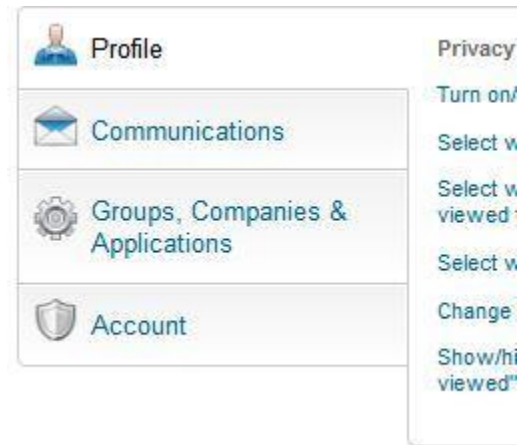 Profile
Communications
Groups, Companies &
Applications
Account
Privacy
Turn on/
Select
Select
viewed
Select
Change
Show/hi
viewed"